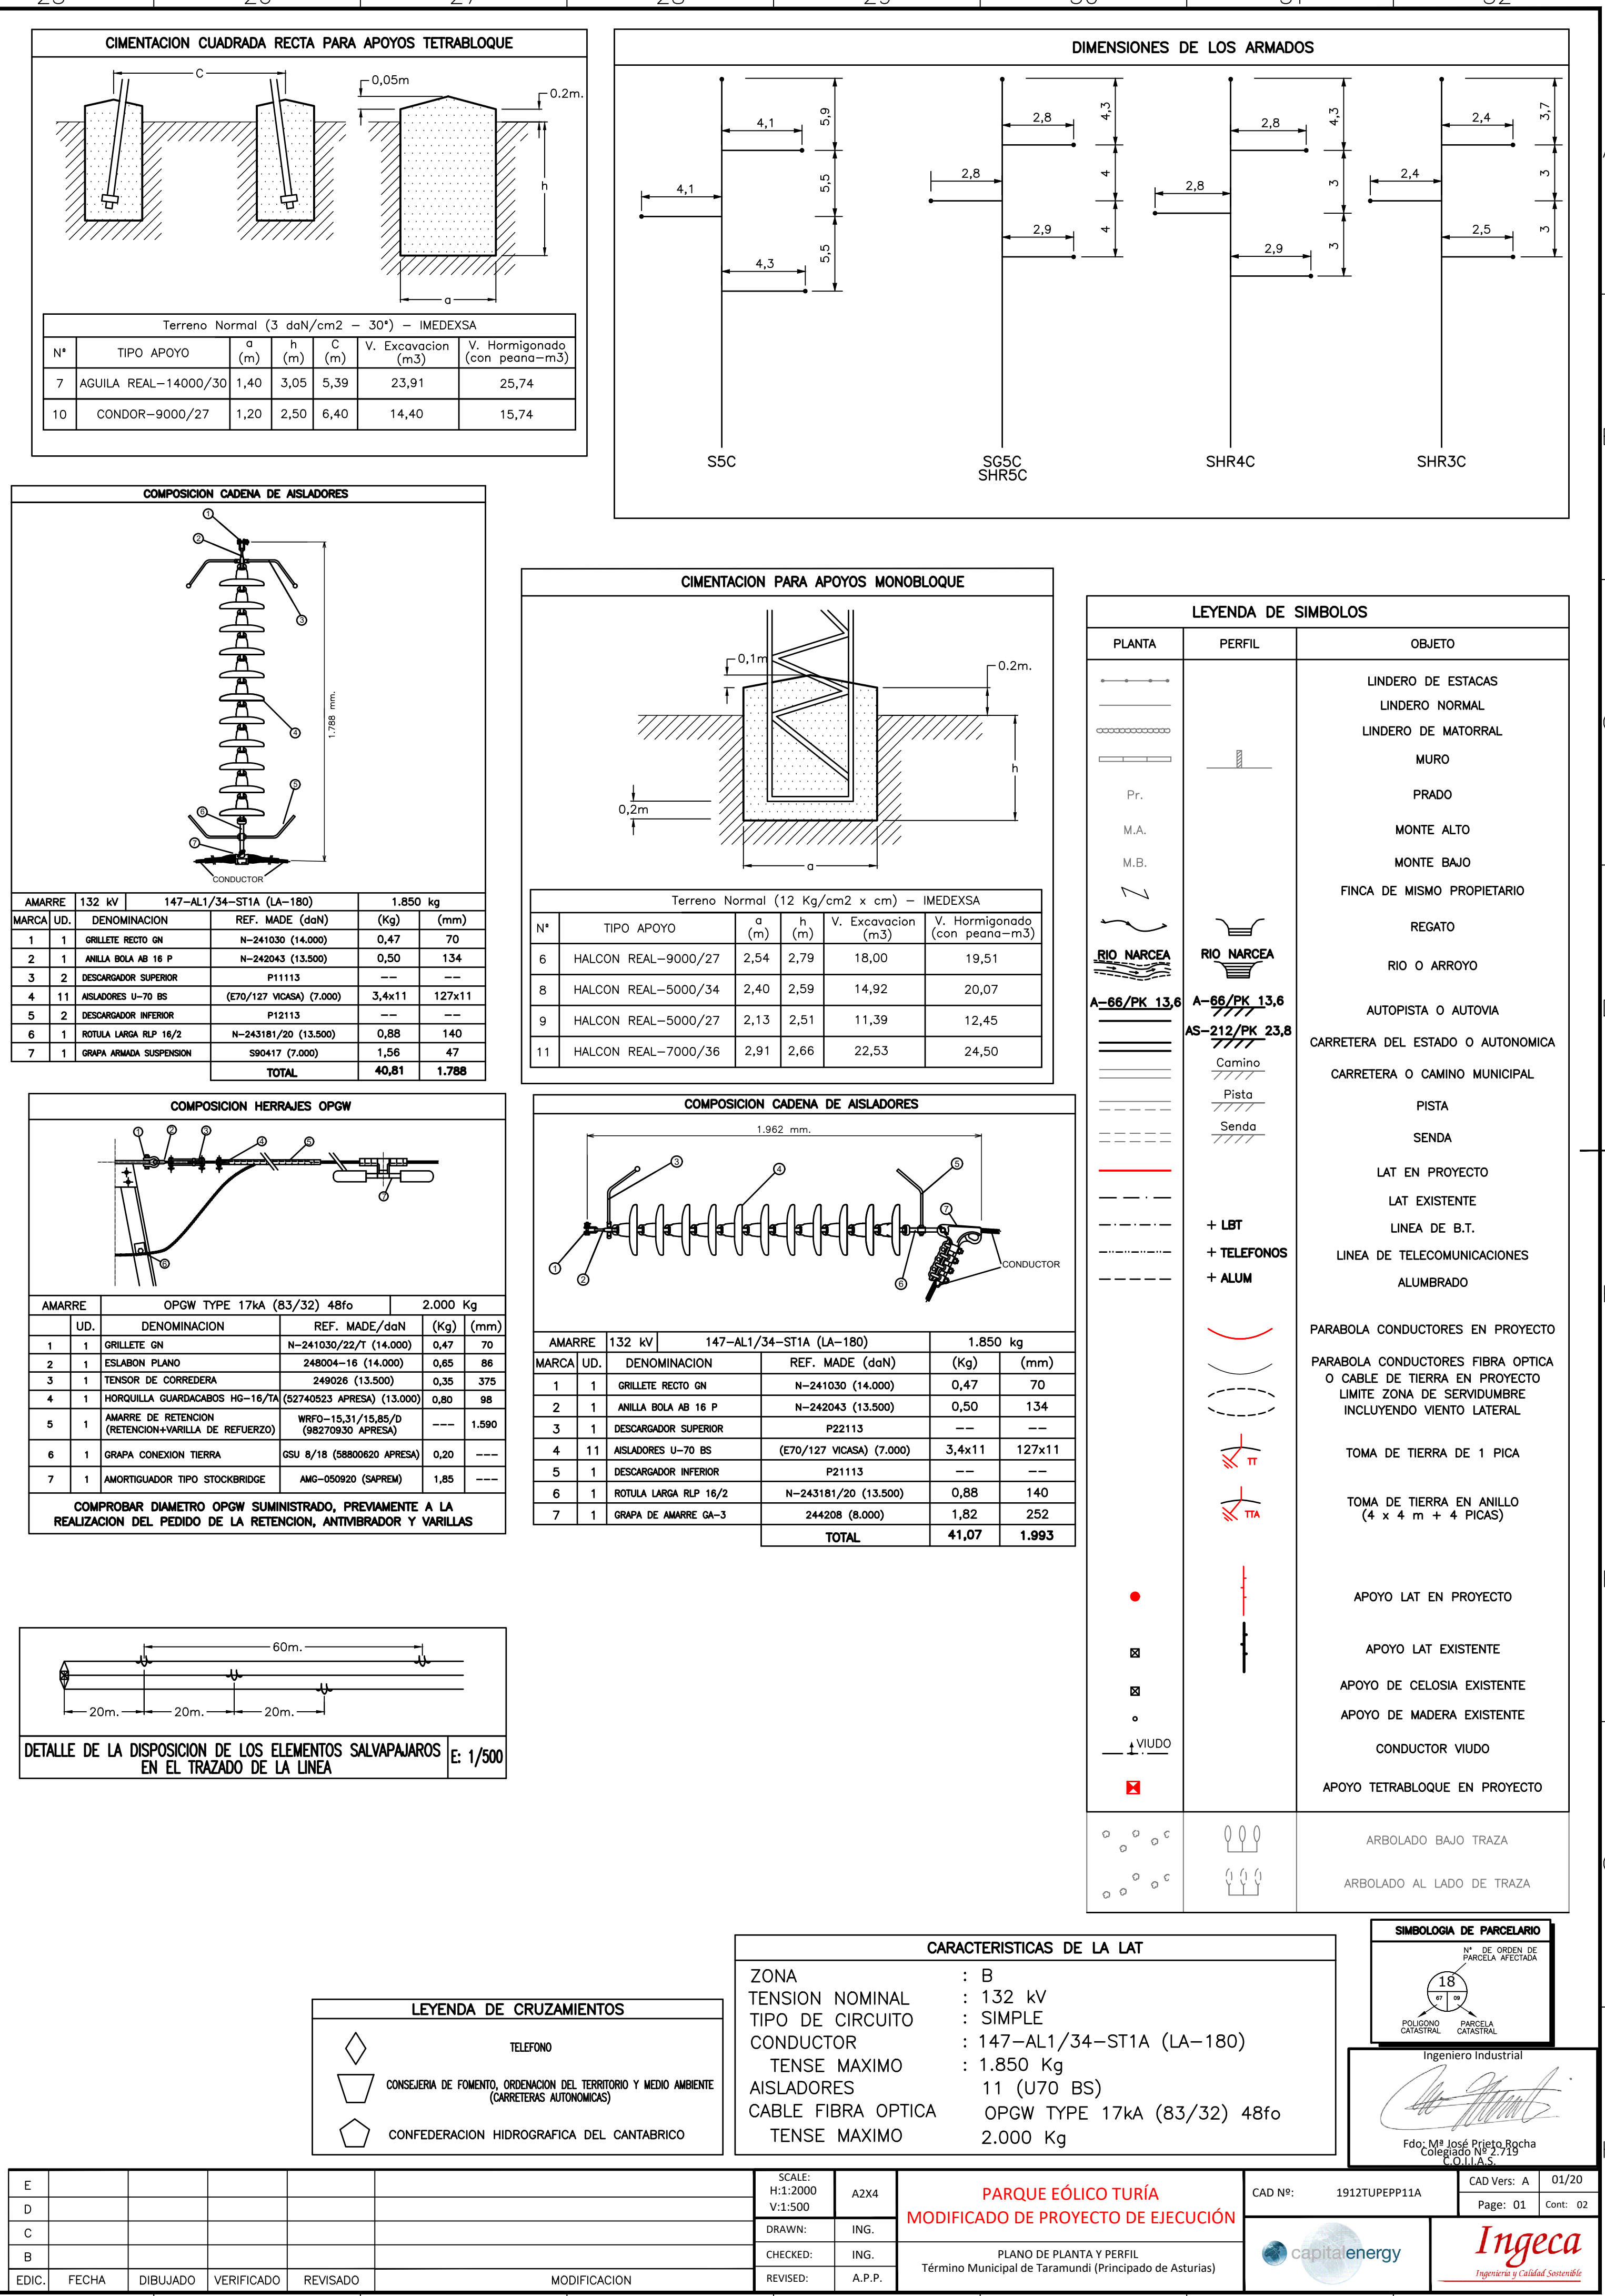 25 26 27 28 29 30 31 32
CIMENTACION CUADRADA RECTA PARA APOYOS TETRABLOQUE
C
0,05m
0.2m.
h
a
Terreno Normal (3 daN/cm2 – 30°) – IMEDEXSA
Nº TIPO APOYO a (m) h (m) C (m) V. Excavacion (m3) V. Hormigonado (con peana–m3)
7 AGUILA REAL–14000/30 1,40 3,05 5,39 23,91 25,74
10 CONDOR–9000/27 1,20 2,50 6,40 14,40 15,74
DIMENSIONES DE LOS ARMADOS
4,1 5,9
4,1 5,5
4,3 5,5
S5C
2,8 4,3
2,8 4
2,9 4
SG5C
SHR5C
2,8 4,3
2,8 3
2,9 3
SHR4C
2,4 3,7
2,4 3
2,5 3
SHR3C
COMPOSICION CADENA DE AISLADORES
1
2
3
4
5
6
7
1.788 mm.
CONDUCTOR
AMARRE 132 kV 147–AL1/34–ST1A (LA–180) 1.850 kg
MARCA UD. DENOMINACION REF. MADE (daN) (Kg) (mm)
1 1 GRILLETE RECTO GN N–241030 (14.000) 0,47 70
2 1 ANILLA BOLA AB 16 P N–242043 (13.500) 0,50 134
3 2 DESCARGADOR SUPERIOR P11113 –– ––
4 11 AISLADORES U–70 BS (E70/127 VICASA) (7.000) 3,4x11 127x11
5 2 DESCARGADOR INFERIOR P12113 –– ––
6 1 ROTULA LARGA RLP 16/2 N–243181/20 (13.500) 0,88 140
7 1 GRAPA ARMADA SUSPENSION S90417 (7.000) 1,56 47
TOTAL 40,81 1.788
CIMENTACION PARA APOYOS MONOBLOQUE
0,1m
0.2m.
h
0,2m
a
Terreno Normal (12 Kg/cm2 x cm) – IMEDEXSA
Nº TIPO APOYO a (m) h (m) V. Excavacion (m3) V. Hormigonado (con peana–m3)
6 HALCON REAL–9000/27 2,54 2,79 18,00 19,51
8 HALCON REAL–5000/34 2,40 2,59 14,92 20,07
9 HALCON REAL–5000/27 2,13 2,51 11,39 12,45
11 HALCON REAL–7000/36 2,91 2,66 22,53 24,50
COMPOSICION HERRAJES OPGW
1 2 3 4 5
7
6
AMARRE OPGW TYPE 17kA (83/32) 48fo 2.000 Kg
UD. DENOMINACION REF. MADE/daN (Kg) (mm)
1 1 GRILLETE GN N–241030/22/T (14.000) 0,47 70
2 1 ESLABON PLANO 248004–16 (14.000) 0,65 86
3 1 TENSOR DE CORREDERA 249026 (13.500) 0,35 375
4 1 HORQUILLA GUARDACABOS HG–16/TA (52740523 APRESA) (13.000) 0,80 98
5 1 AMARRE DE RETENCION (RETENCION+VARILLA DE REFUERZO) WRFO–15,31/15,85/D (98270930 APRESA) ––– 1.590
6 1 GRAPA CONEXION TIERRA GSU 8/18 (58800620 APRESA) 0,20 –––
7 1 AMORTIGUADOR TIPO STOCKBRIDGE AMG–050920 (SAPREM) 1,85 –––
COMPROBAR DIAMETRO OPGW SUMINISTRADO, PREVIAMENTE A LA
REALIZACION DEL PEDIDO DE LA RETENCION, ANTIVIBRADOR Y VARILLAS
COMPOSICION CADENA DE AISLADORES
1.962 mm.
3 4 5
7
1 2 6
CONDUCTOR
AMARRE 132 kV 147–AL1/34–ST1A (LA–180) 1.850 kg
MARCA UD. DENOMINACION REF. MADE (daN) (Kg) (mm)
1 1 GRILLETE RECTO GN N–241030 (14.000) 0,47 70
2 1 ANILLA BOLA AB 16 P N–242043 (13.500) 0,50 134
3 1 DESCARGADOR SUPERIOR P22113 –– ––
4 11 AISLADORES U–70 BS (E70/127 VICASA) (7.000) 3,4x11 127x11
5 1 DESCARGADOR INFERIOR P21113 –– ––
6 1 ROTULA LARGA RLP 16/2 N–243181/20 (13.500) 0,88 140
7 1 GRAPA DE AMARRE GA–3 244208 (8.000) 1,82 252
TOTAL 41,07 1.993
60m.
20m. 20m. 20m.
DETALLE DE LA DISPOSICION DE LOS ELEMENTOS SALVAPAJAROS
EN EL TRAZADO DE LA LINEA
E: 1/500
LEYENDA DE SIMBOLOS
PLANTA PERFIL OBJETO
LINDERO DE ESTACAS
LINDERO NORMAL
LINDERO DE MATORRAL
MURO
Pr. PRADO
M.A. MONTE ALTO
M.B. MONTE BAJO
FINCA DE MISMO PROPIETARIO
REGATO
RIO NARCEA RIO NARCEA RIO O ARROYO
A–66/PK 13,6 A–66/PK 13,6 AUTOPISTA O AUTOVIA
AS–212/PK 23,8 CARRETERA DEL ESTADO O AUTONOMICA
Camino CARRETERA O CAMINO MUNICIPAL
Pista PISTA
Senda SENDA
LAT EN PROYECTO
LAT EXISTENTE
+ LBT LINEA DE B.T.
+ TELEFONOS LINEA DE TELECOMUNICACIONES
+ ALUM ALUMBRADO
PARABOLA CONDUCTORES EN PROYECTO
PARABOLA CONDUCTORES FIBRA OPTICA
O CABLE DE TIERRA EN PROYECTO
LIMITE ZONA DE SERVIDUMBRE
INCLUYENDO VIENTO LATERAL
TT TOMA DE TIERRA DE 1 PICA
TTA TOMA DE TIERRA EN ANILLO
(4 x 4 m + 4 PICAS)
APOYO LAT EN PROYECTO
APOYO LAT EXISTENTE
APOYO DE CELOSIA EXISTENTE
APOYO DE MADERA EXISTENTE
VIUDO CONDUCTOR VIUDO
APOYO TETRABLOQUE EN PROYECTO
ARBOLADO BAJO TRAZA
ARBOLADO AL LADO DE TRAZA
SIMBOLOGIA DE PARCELARIO
Nº DE ORDEN DE
PARCELA AFECTADA
18
67 09
POLIGONO CATASTRAL
PARCELA CATASTRAL
LEYENDA DE CRUZAMIENTOS
TELEFONO
CONSEJERIA DE FOMENTO, ORDENACION DEL TERRITORIO Y MEDIO AMBIENTE
(CARRETERAS AUTONOMICAS)
CONFEDERACION HIDROGRAFICA DEL CANTABRICO
CARACTERISTICAS DE LA LAT
ZONA : B
TENSION NOMINAL : 132 kV
TIPO DE CIRCUITO : SIMPLE
CONDUCTOR : 147–AL1/34–ST1A (LA–180)
TENSE MAXIMO : 1.850 Kg
AISLADORES 11 (U70 BS)
CABLE FIBRA OPTICA OPGW TYPE 17kA (83/32) 48fo
TENSE MAXIMO 2.000 Kg
Ingeniero Industrial
Fdo: Mª José Prieto Rocha
Colegiado Nº 2.719
C.O.I.I.A.S.
E
D
C
B
EDIC. FECHA DIBUJADO VERIFICADO REVISADO MODIFICACION
SCALE:
H:1:2000
V:1:500
A2X4
DRAWN: ING.
CHECKED: ING.
REVISED: A.P.P.
PARQUE EÓLICO TURÍA
MODIFICADO DE PROYECTO DE EJECUCIÓN
PLANO DE PLANTA Y PERFIL
Término Municipal de Taramundi (Principado de Asturias)
CAD Nº: 1912TUPEPP11A
CAD Vers: A 01/20
Page: 01 Cont: 02
capitalenergy
Ingeca
Ingeniería y Calidad Sostenible